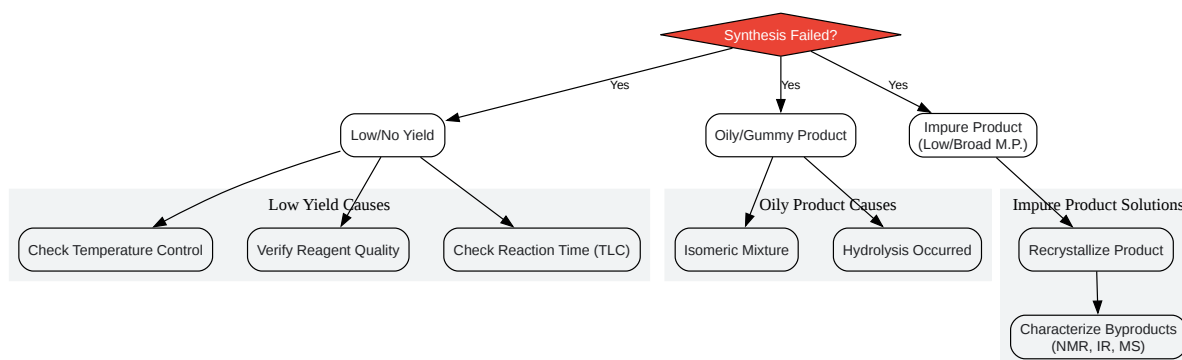 Synthesis Failed?
Yes
Yes
Yes
Low/No Yield
Oily/Gummy Product
Impure Product
(Low/Broad M.P.)
Low Yield Causes
Oily Product Causes
Impure Product Solutions
Check Temperature Control
Verify Reagent Quality
Check Reaction Time (TLC)
Isomeric Mixture
Hydrolysis Occurred
Recrystallize Product
Characterize Byproducts
(NMR, IR, MS)